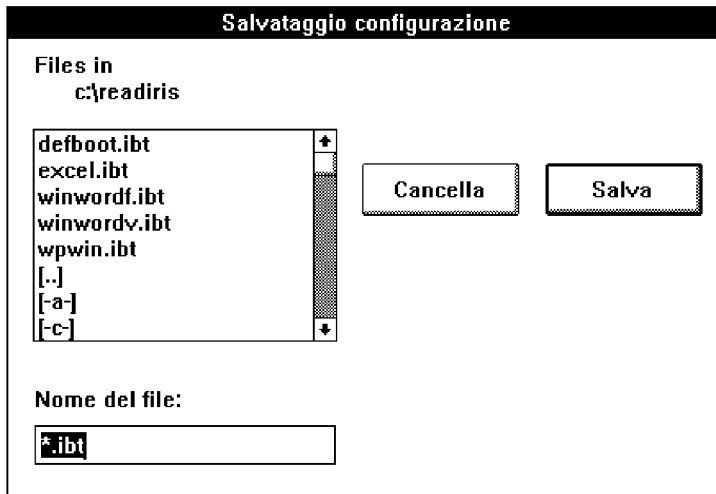 Salvataggio configurazione
Files in
c:\readiris
defboot.ibt
excel.ibt
winwordf.ibt
winwordv.ibt
wpwin.ibt
[..]
[-a-]
[-c-]
Cancella
Salva
Nome del file:
*.ibt